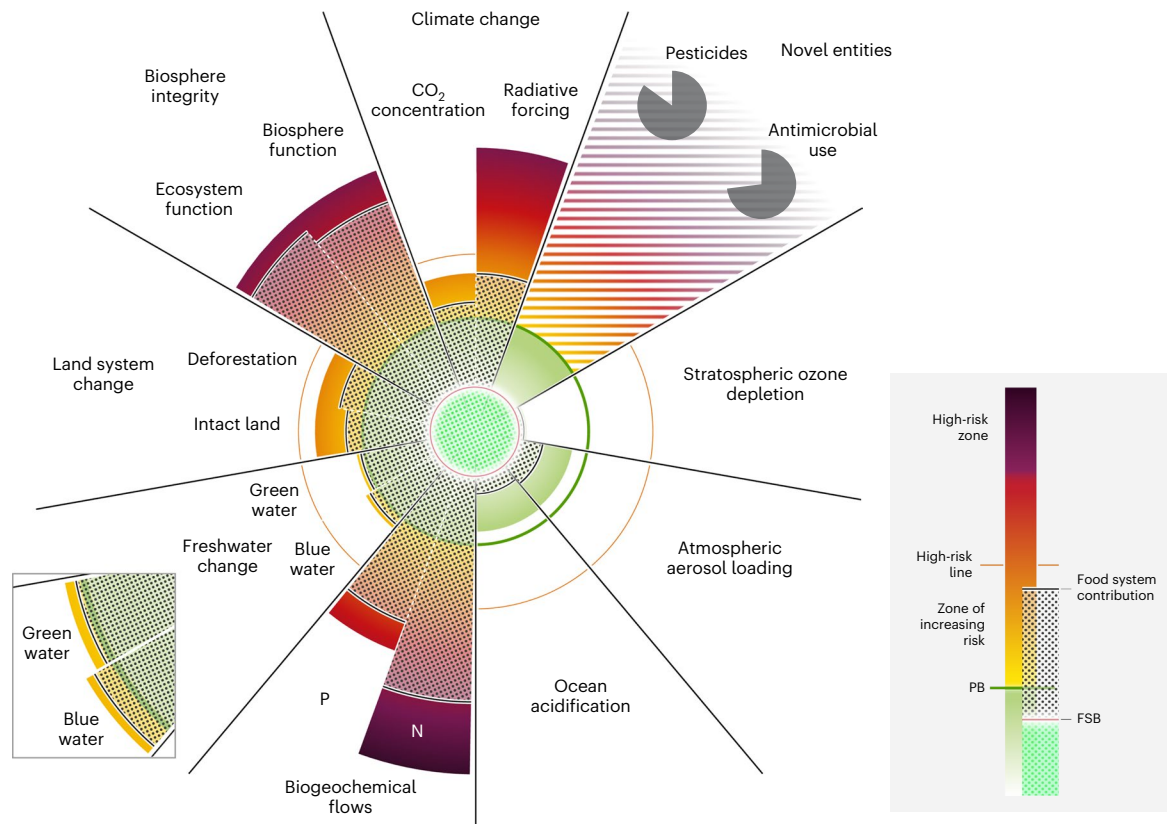 Climate change
Pesticides
Novel entities
Biosphere
integrity
CO2
concentration
Radiative
forcing
Biosphere
function
Antimicrobial
use
Ecosystem
function
Land system
change
Deforestation
Intact land
Stratospheric ozone
depletion
Green
water
Freshwater
change
Blue
water
Atmospheric
aerosol loading
P
N
Ocean
acidification
Biogeochemical
flows
Green
water
Blue
water
High-risk
zone
High-risk
line
Food system
contribution
Zone of
increasing
risk
PB
FSB